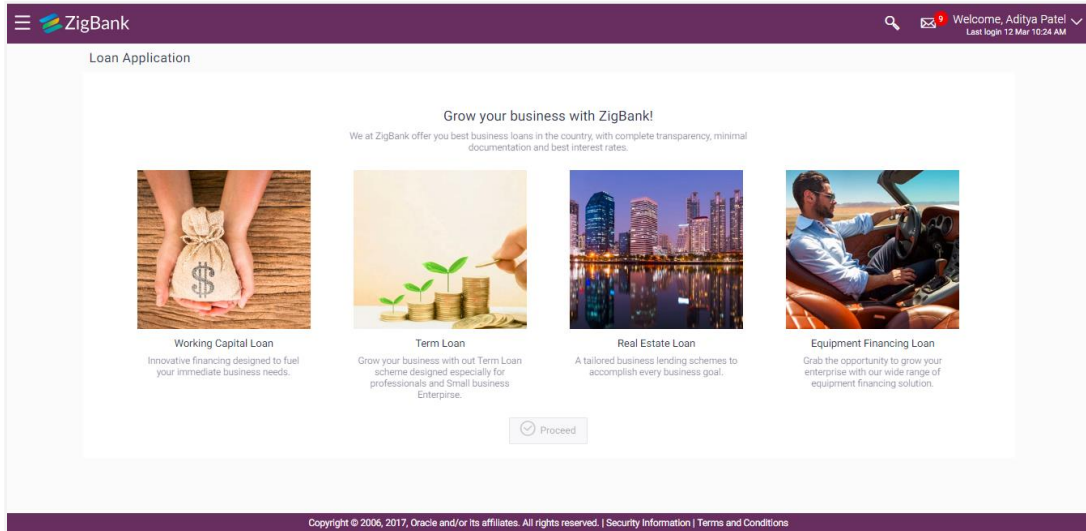 ZigBank
9
Welcome, Aditya Patel
Last login 12 Mar 10:24 AM
Loan Application
Grow your business with ZigBank!
We at ZigBank offer you best business loans in the country, with complete transparency, minimal
documentation and best interest rates.
$
Working Capital Loan
Innovative financing designed to fuel
your immediate business needs.
Term Loan
Grow your business with out Term Loan
scheme designed especially for
professionals and Small business
Enterpirse.
Real Estate Loan
A tailored business lending schemes to
accomplish every business goal.
Equipment Financing Loan
Grab the opportunity to grow your
enterprise with our wide range of
equipment financing solution.
Proceed
Copyright © 2006, 2017, Oracle and/or its affiliates. All rights reserved. | Security Information | Terms and Conditions